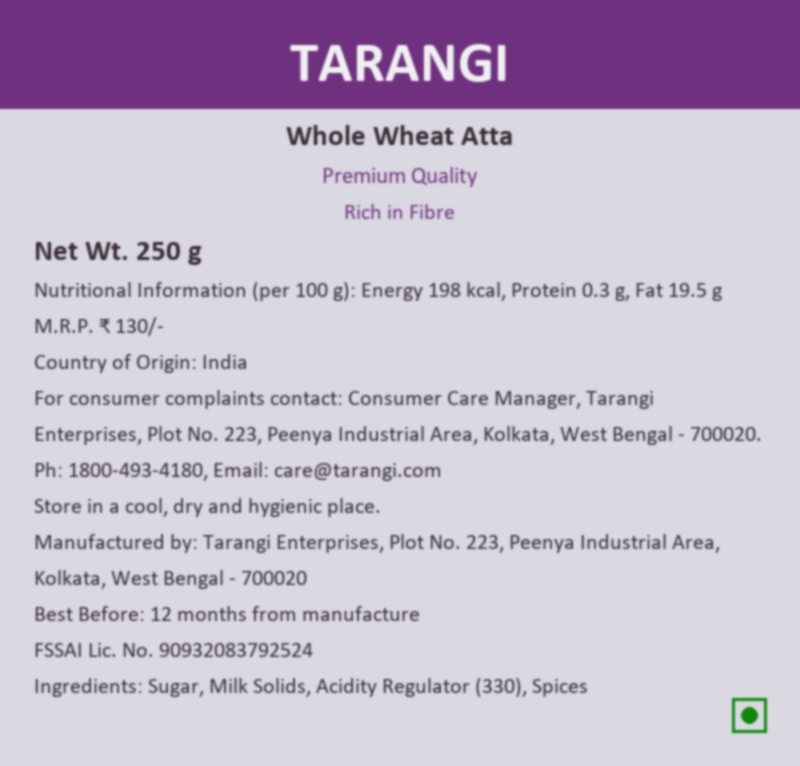 TARANGI
Whole Wheat Atta
Premium Quality
Rich in Fibre
Net Wt. 250 g
Nutritional Information (per 100 g): Energy 198 kcal, Protein 0.3 g, Fat 19.5 g
M.R.P. ₹ 130/-
Country of Origin: India
For consumer complaints contact: Consumer Care Manager, Tarangi
Enterprises, Plot No. 223, Peenya Industrial Area, Kolkata, West Bengal - 700020.
Ph: 1800-493-4180, Email: care@tarangi.com
Store in a cool, dry and hygienic place.
Manufactured by: Tarangi Enterprises, Plot No. 223, Peenya Industrial Area,
Kolkata, West Bengal - 700020
Best Before: 12 months from manufacture
FSSAI Lic. No. 90932083792524
Ingredients: Sugar, Milk Solids, Acidity Regulator (330), Spices